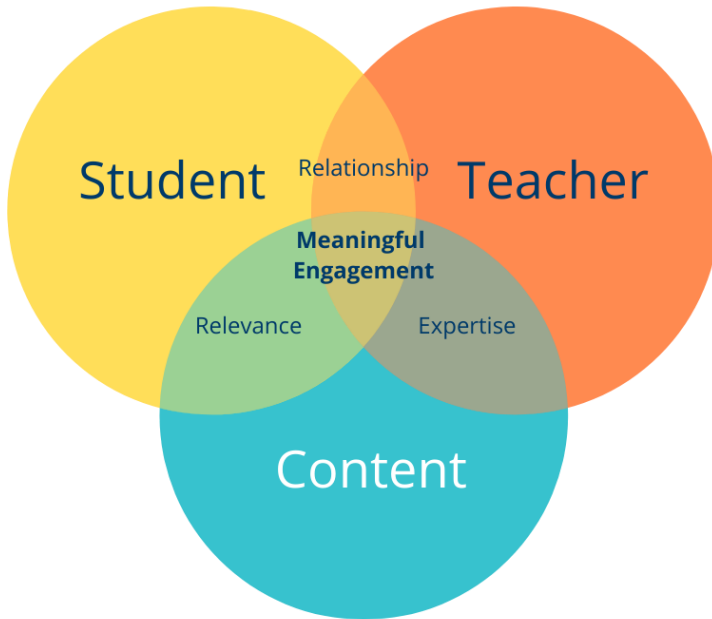 Student
Relationship
Teacher
Meaningful
Engagement
Relevance
Expertise
Content